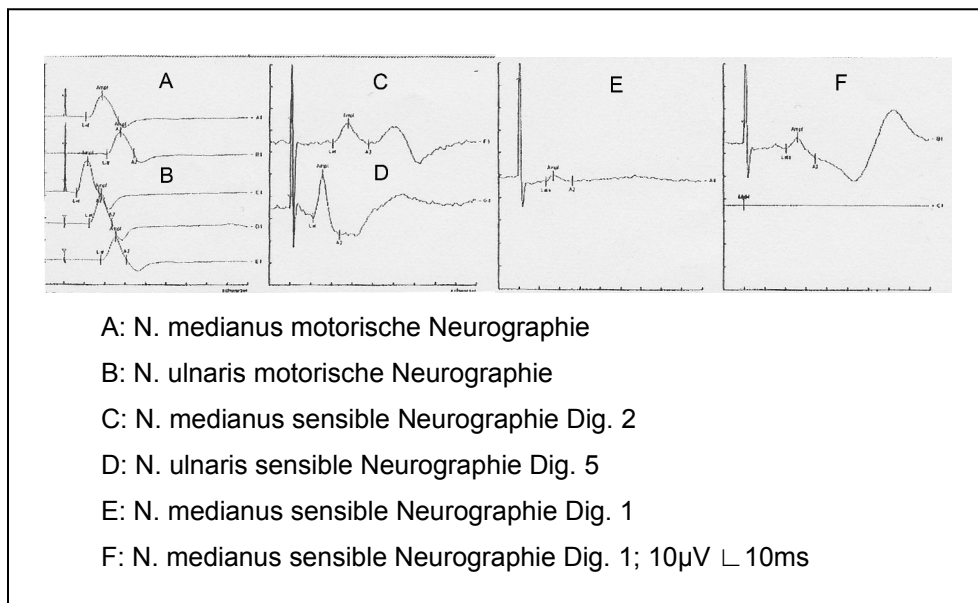 A
C
E
F
B
D
A: N. medianus motorische Neurographie
B: N. ulnaris motorische Neurographie
C: N. medianus sensible Neurographie Dig. 2
D: N. ulnaris sensible Neurographie Dig. 5
E: N. medianus sensible Neurographie Dig. 1
F: N. medianus sensible Neurographie Dig. 1; 10µV ∟10ms